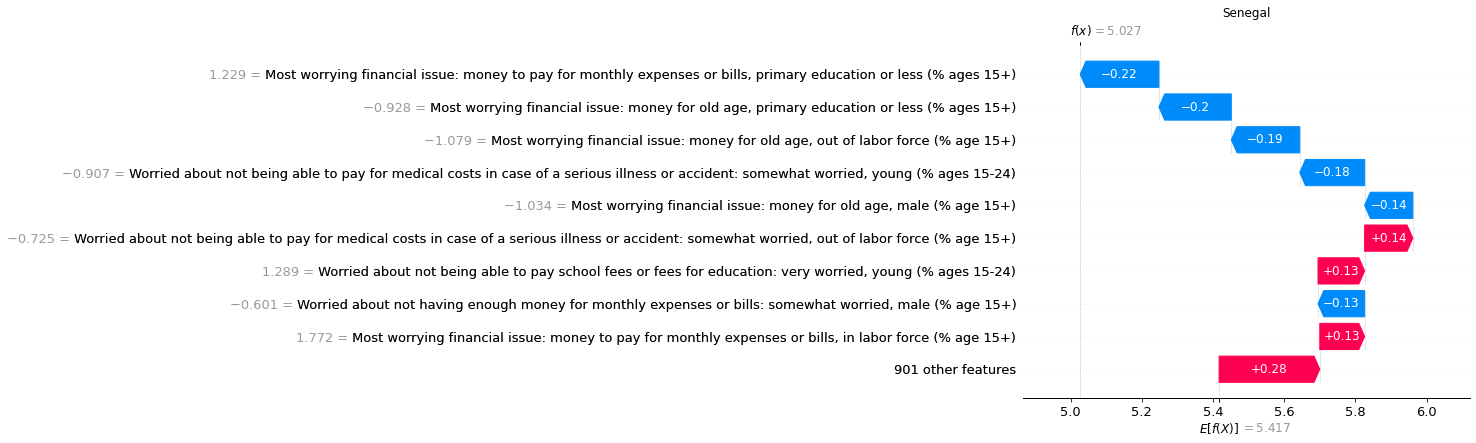 Senegal
f(x) = 5.027
1.229 = Most worrying financial issue: money to pay for monthly expenses or bills, primary education or less (% ages 15+)
−0.22
−0.928 = Most worrying financial issue: money for old age, primary education or less (% ages 15+)
−0.2
−1.079 = Most worrying financial issue: money for old age, out of labor force (% age 15+)
−0.19
−0.907 = Worried about not being able to pay for medical costs in case of a serious illness or accident: somewhat worried, young (% ages 15-24)
−0.18
−1.034 = Most worrying financial issue: money for old age, male (% age 15+)
−0.14
−0.725 = Worried about not being able to pay for medical costs in case of a serious illness or accident: somewhat worried, out of labor force (% age 15+)
+0.14
1.289 = Worried about not being able to pay school fees or fees for education: very worried, young (% ages 15-24)
+0.13
−0.601 = Worried about not having enough money for monthly expenses or bills: somewhat worried, male (% age 15+)
−0.13
1.772 = Most worrying financial issue: money to pay for monthly expenses or bills, in labor force (% age 15+)
+0.13
901 other features
+0.28
5.0 5.2 5.4 5.6 5.8 6.0
E[f(X)] = 5.417